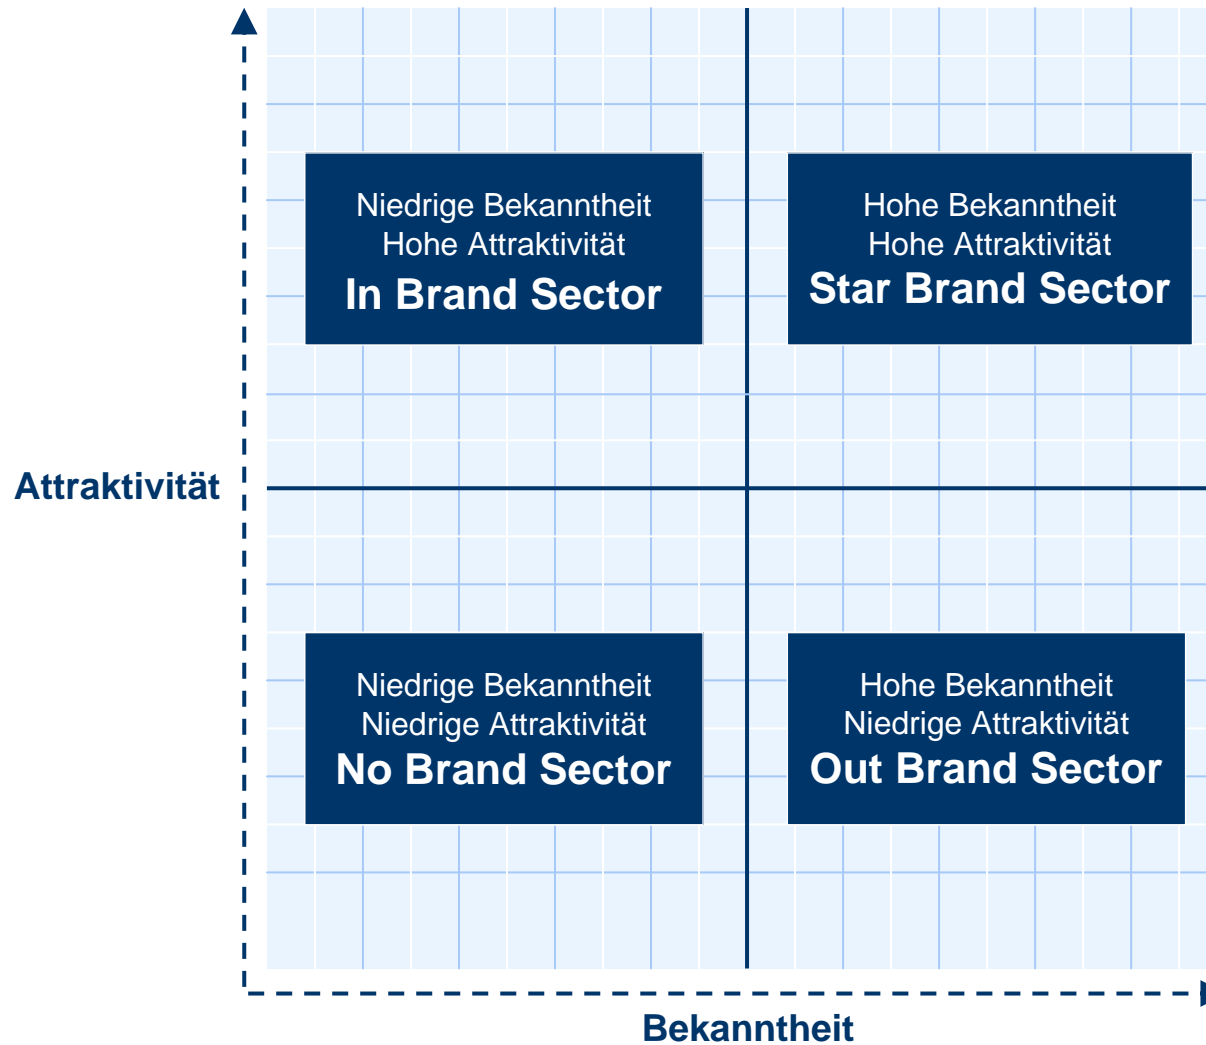 Niedrige Bekanntheit
Hohe Attraktivität
In Brand Sector
Hohe Bekanntheit
Hohe Attraktivität
Star Brand Sector
Attraktivität
Niedrige Bekanntheit
Niedrige Attraktivität
No Brand Sector
Hohe Bekanntheit
Niedrige Attraktivität
Out Brand Sector
Bekanntheit